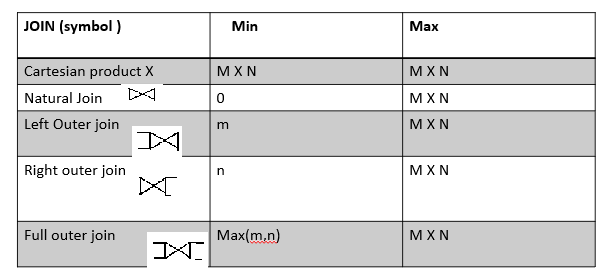 JOIN (symbol ) Min Max
Cartesian product X M X N M X N
Natural Join 0 M X N
Left Outer join m M X N
Right outer join n M X N
Full outer join Max(m,n) M X N